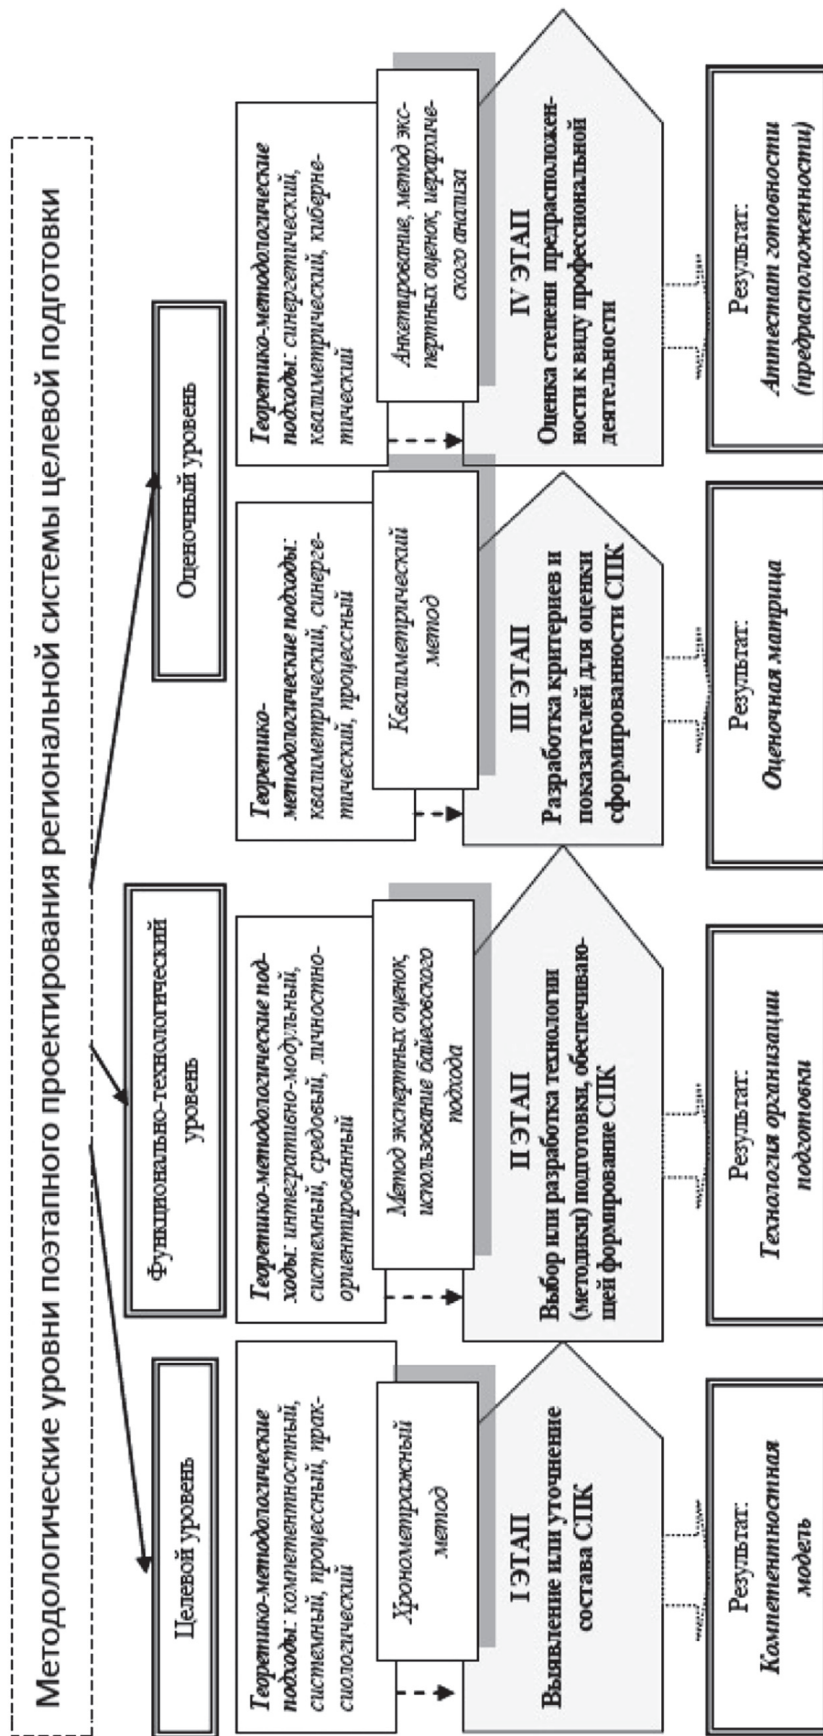 Методологические уровни поэтапного проектирования региональной системы целевой подготовки
Целевой уровень
Функционально-технологический
уровень
Оценочный уровень
Теоретико-методологические
подходы: компетентностный,
системный, процессный, прак-
сиологический
Хронометражный
метод
I ЭТАП
Выявление или уточнение
состава СПК
Результат:
Компетентностная
модель
Теоретико-методологические под-
ходы: интегративно-модульный,
системный, средовый, личностно-
ориентированный
Метод экспертных оценок,
использование байесовского
подхода
II ЭТАП
Выбор или разработка технологии
(методики) подготовки, обеспечиваю-
щей формирование СПК
Результат:
Технология организации
подготовки
Теоретико-
методологические подходы:
квалиметрический, синерге-
тический, процессный
Квалиметрический
метод
III ЭТАП
Разработка критериев и
показателей для оценки
сформированности СПК
Результат:
Оценочная матрица
Теоретико-методологические
подходы: синергетический,
квалиметрический, киберне-
тический
Анкетирование, метод экс-
пертных оценок, иерархиче-
ского анализа
IV ЭТАП
Оценка степени предрасположен-
ности к виду профессиональной
деятельности
Результат:
Аттестат готовности
(предрасположенности)